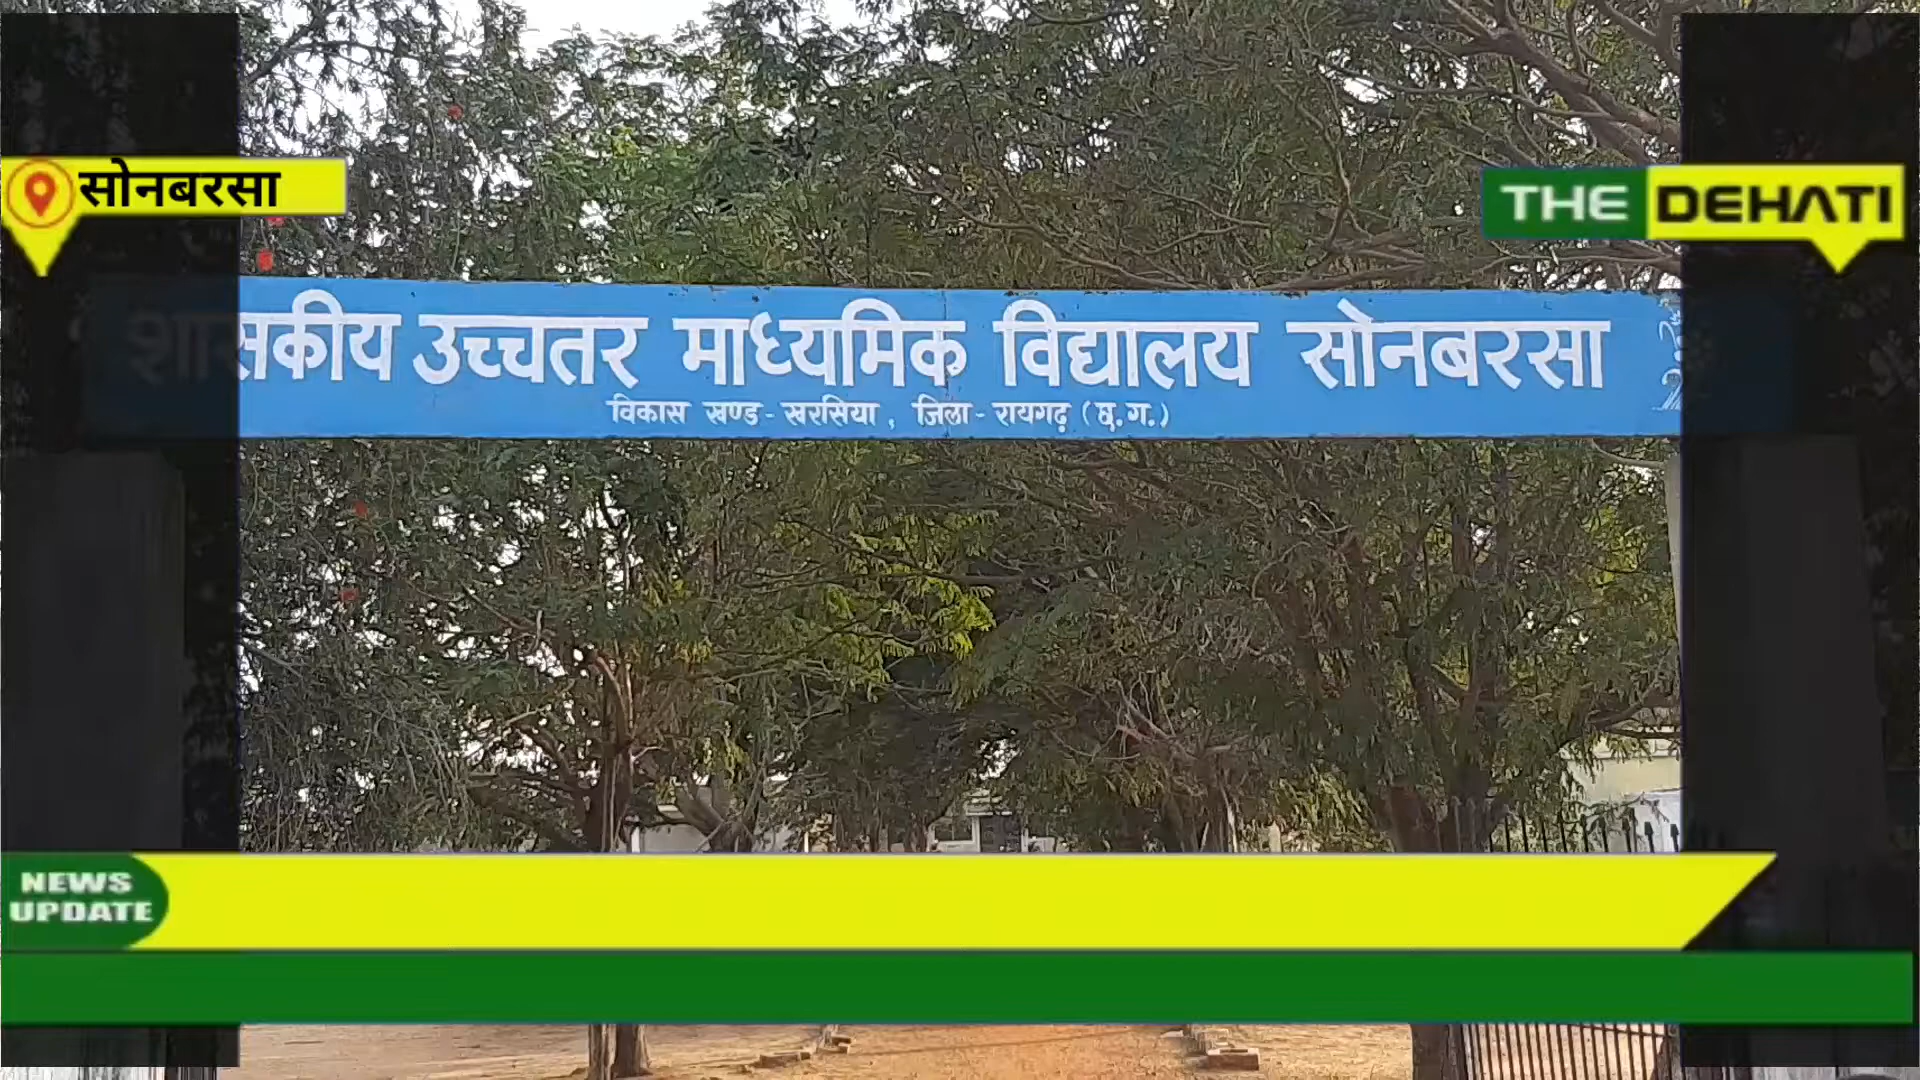 सोनबरसा
THE DEHATI
शासकीय उच्चतर माध्यमिक विद्यालय सोनबरसा
विकास खण्ड - खरसिया, जिला - रायगढ़ (छ.ग.)
NEWS
UPDATE